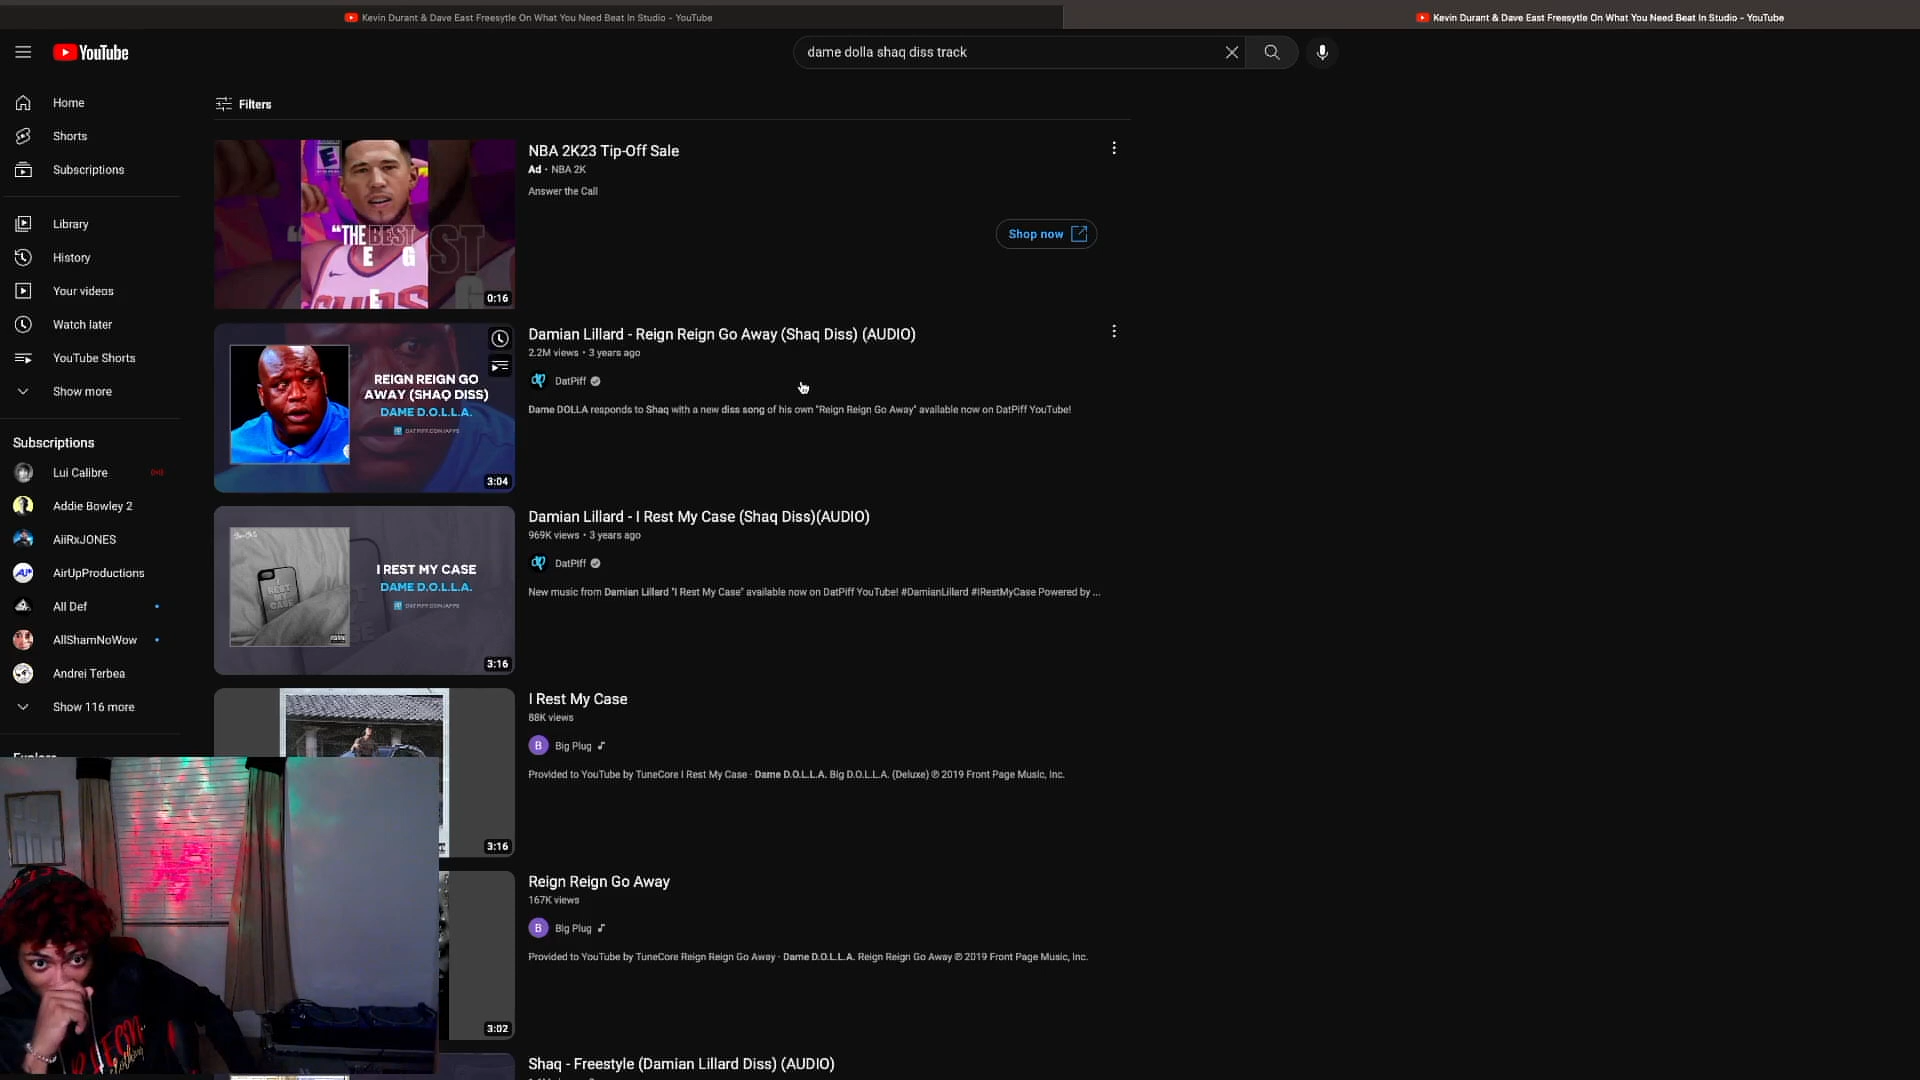 Kevin Durant & Dave East Freesytle On What You Need Beat In Studio - YouTube
Kevin Durant & Dave East Freesytle On What You Need Beat In Studio - YouTube
YouTube
dame dolla shaq diss track
Home
Shorts
Subscriptions
Library
History
Your videos
Watch later
YouTube Shorts
Show more
Subscriptions
Lui Calibre
Addie Bowley 2
AiiRxJONES
AirUpProductions
All Def
AllShamNoWow
Andrei Terbea
Show 116 more
Explore
Filters
"THE BEST
E G
E
0:16
NBA 2K23 Tip-Off Sale
Ad · NBA 2K
Answer the Call
Shop now
REIGN REIGN GO
AWAY (SHAQ DISS)
DAME D.O.L.L.A.
DATPIFF.COM/APPS
3:04
Damian Lillard - Reign Reign Go Away (Shaq Diss) (AUDIO)
2.2M views · 3 years ago
DatPiff
Dame DOLLA responds to Shaq with a new diss song of his own "Reign Reign Go Away" available now on DatPiff YouTube!
I REST MY CASE
DAME D.O.L.L.A.
DATPIFF.COM/APPS
3:16
Damian Lillard - I Rest My Case (Shaq Diss)(AUDIO)
969K views · 3 years ago
DatPiff
New music from Damian Lillard "I Rest My Case" available now on DatPiff YouTube! #DamianLillard #IRestMyCase Powered by ...
3:16
I Rest My Case
88K views
B Big Plug
Provided to YouTube by TuneCore I Rest My Case · Dame D.O.L.L.A. Big D.O.L.L.A. (Deluxe) ℗ 2019 Front Page Music, Inc.
3:02
Reign Reign Go Away
167K views
B Big Plug
Provided to YouTube by TuneCore Reign Reign Go Away · Dame D.O.L.L.A. Reign Reign Go Away ℗ 2019 Front Page Music, Inc.
Shaq - Freestyle (Damian Lillard Diss) (AUDIO)